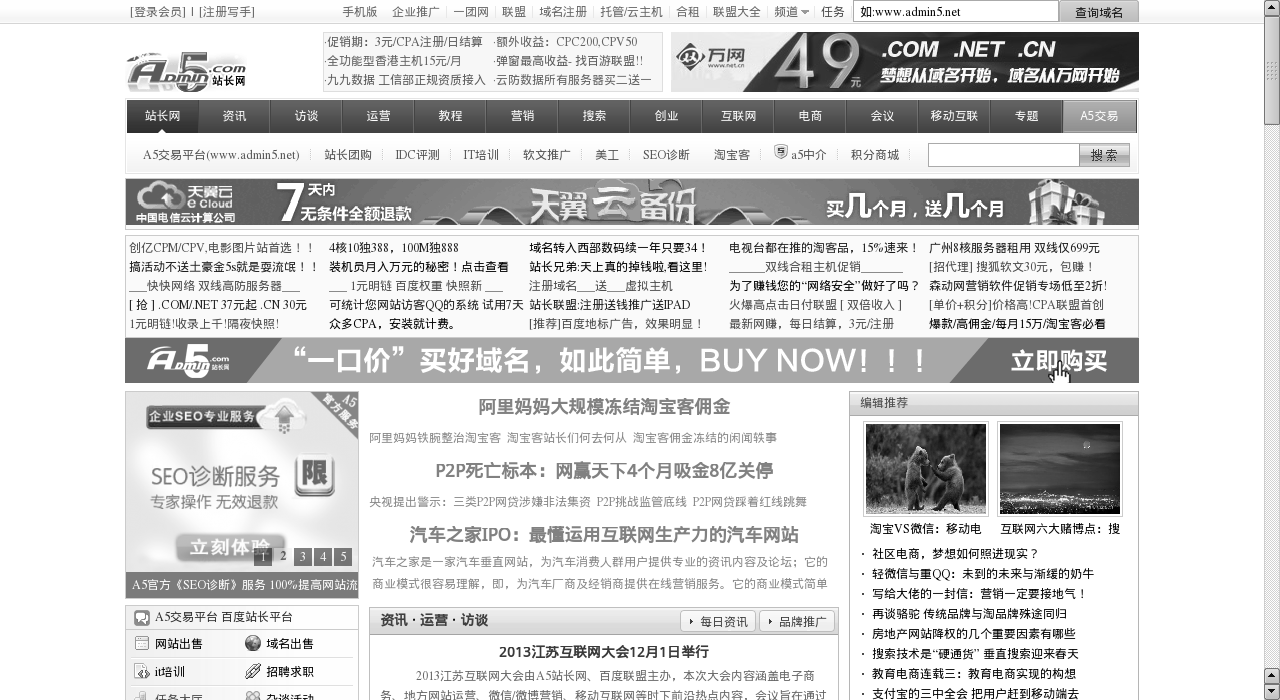 [登录会员] | [注册写手] 手机版 企业推广 一团网 联盟 域名注册 托管/云主机 合租 联盟大全 频道 任务 如:www.admin5.net 查询域名
Admin5.com 站长网
·促销期：3元/CPA注册/日结算 ·额外收益：CPC200,CPV50
·全功能型香港主机15元/月 ·弹窗最高收益- 找百游联盟!!
·九九数据 工信部正规资质接入 ·云防数据所有服务器买二送一
万网 www.net.cn 49元 .COM .NET .CN
梦想从域名开始，域名从万网开始
站长网 资讯 访谈 运营 教程 营销 搜索 创业 互联网 电商 会议 移动互联 专题 A5交易
A5交易平台(www.admin5.net) 站长团购 IDC评测 IT培训 软文推广 美工 SEO诊断 淘宝客 a5中介 积分商城 搜 索
天翼云 e Cloud 中国电信云计算公司 7天内 无条件全额退款 天翼云备份 买几个月，送几个月
创亿CPM/CPV,电影图片站首选！！ 4核10独388，100M独888 域名转入西部数码续一年只要34！ 电视台都在推的淘客品，15%速来！ 广州8核服务器租用 双线仅699元
搞活动不送土豪金5s就是耍流氓！！ 装机员月入万元的秘密！点击查看 站长兄弟:天上真的掉钱啦,看这里! ______双线合租主机促销_______ [招代理] 搜狐软文30元，包赚！
___快快网络 双线高防服务器___ ___ 1元明链 百度权重 快照新 ___ 注册域名___送___虚拟主机 为了赚钱您的“网络安全”做好了吗？ 森动网营销软件促销专场低至2折!
[ 抢 ] .COM/.NET 37元起 .CN 30元 可统计您网站访客QQ的系统 试用7天 站长联盟:注册送钱推广送IPAD 火爆高点击日付联盟 [ 双倍收入 ] [单价+积分]价格高!CPA联盟首创
1元明链!收录上千!隔夜快照! 众多CPA，安装就计费。 [推荐]百度地标广告，效果明显！ 最新网赚，每日结算，3元/注册 爆款/高佣金/每月15万/淘宝客必看
Admin5.com 站长网 “一口价”买好域名，如此简单，BUY NOW！！！ 立即购买
企业SEO专业服务 A5官方服务
SEO诊断服务 限
专家操作 无效退款
立刻体验
1 2 3 4 5
A5官方《SEO诊断》服务 100%提高网站流
A5交易平台 百度站长平台
网站出售 域名出售
it培训 招聘求职
任务大厅 杂谈活动
阿里妈妈大规模冻结淘宝客佣金
阿里妈妈铁腕整治淘宝客 淘宝客站长们何去何从 淘宝客佣金冻结的闲闻轶事
P2P死亡标本：网赢天下4个月吸金8亿关停
央视提出警示：三类P2P网贷涉嫌非法集资 P2P挑战监管底线 P2P网贷踩着红线跳舞
汽车之家IPO：最懂运用互联网生产力的汽车网站
汽车之家是一家汽车垂直网站，为汽车消费人群用户提供专业的资讯内容及论坛；它的
商业模式很容易理解，即，为汽车厂商及经销商提供在线营销服务。它的商业模式简单
资讯 · 运营 · 访谈 每日资讯 品牌推广
2013江苏互联网大会12月1日举行
2013江苏互联网大会由A5站长网、百度联盟主办，本次大会内容涵盖电子商
务、地方网站运营、微信/微博营销、移动互联网等时下前沿热点内容，会议旨在通过
编辑推荐
淘宝VS微信：移动电 互联网六大赌博点：搜
· 社区电商，梦想如何照进现实？
· 轻微信与重QQ：未到的未来与渐缓的奶牛
· 写给大佬的一封信：营销一定要接地气！
· 再谈骆驼 传统品牌与淘品牌殊途同归
· 房地产网站降权的几个重要因素有哪些
· 搜索技术是“硬通货” 垂直搜索迎来春天
· 教育电商连载三：教育电商实现的构想
· 支付宝的三中全会 把用户赶到移动端去